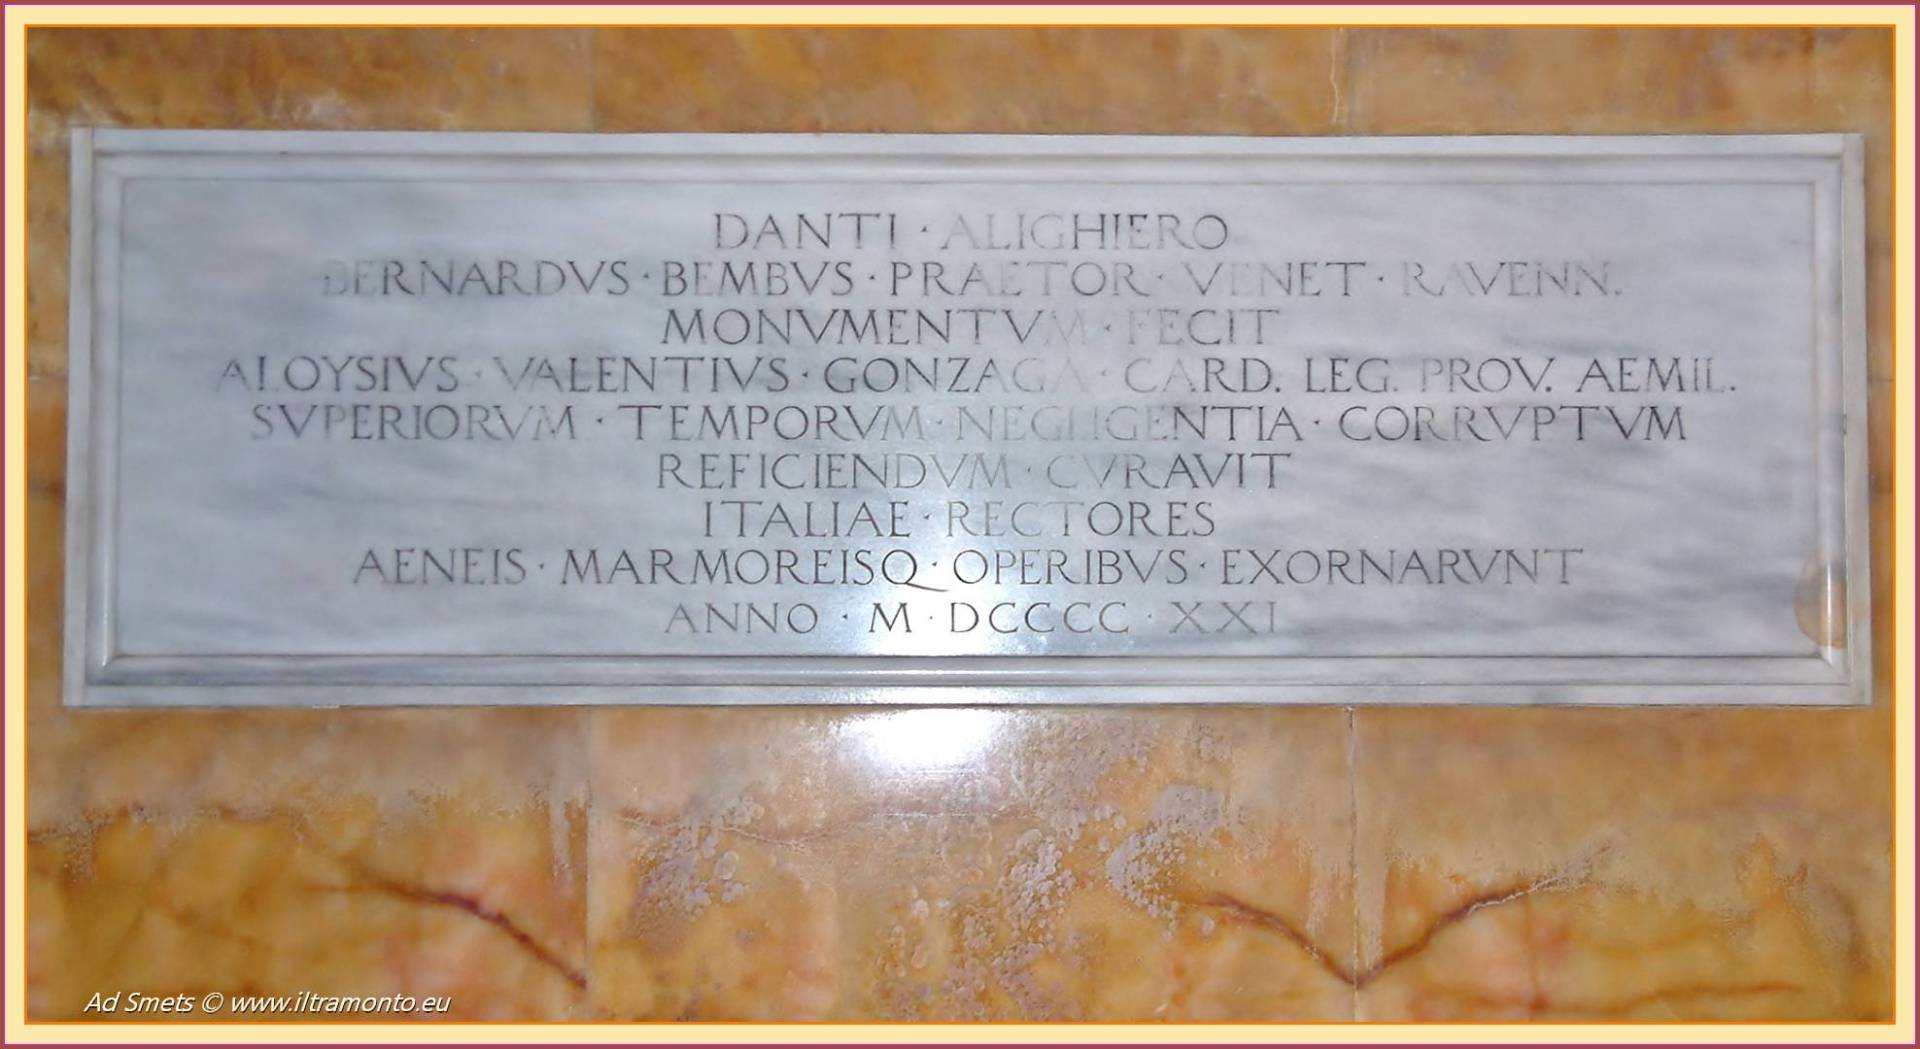 DANTI · ALIGHIERO
BERNARDVS · BEMBVS · PRAETOR · VENET · RAVENN.
MONVMENTVM · FECIT
ALOYSIVS · VALENTIVS · GONZAGA · CARD. LEG. PROV. AEMIL.
SVPERIORVM · TEMPORVM · NEGLIGENTIA · CORRVPTVM
REFICIENDVM · CVRAVIT
ITALIAE · RECTORES
AENEIS · MARMOREISQ · OPERIBVS · EXORNARVNT
ANNO · M · DCCCC · XXI
Ad Smets © www.iltramonto.eu